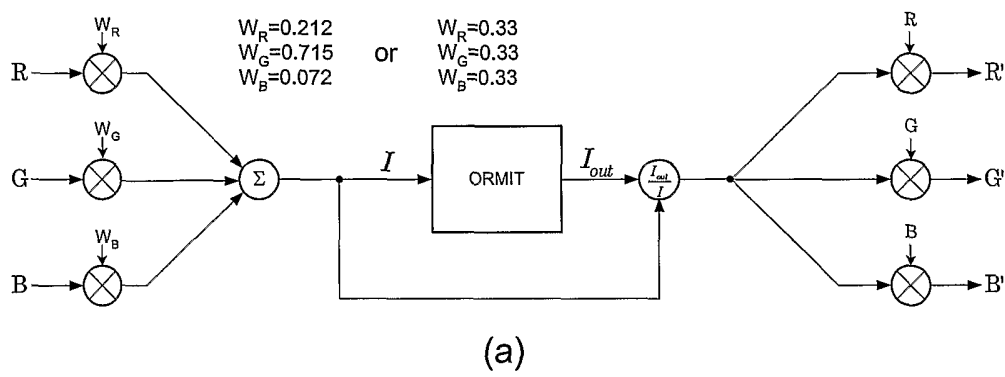 W_R
W_R=0.212
W_G=0.715
W_B=0.072
or
W_R=0.33
W_G=0.33
W_B=0.33
R
R
R'
W_G
G
Σ
I
ORMIT
I_out
I_out
I
G
G'
W_B
B
B
B'
(a)